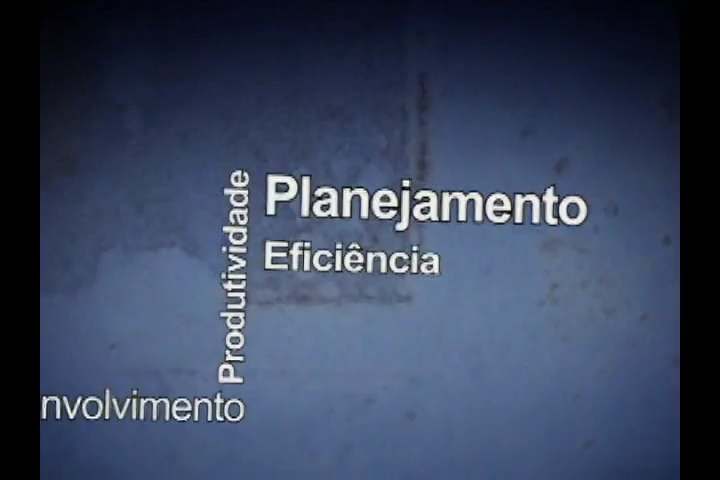 Planejamento
Eficiência
Produtividade
nvolvimento